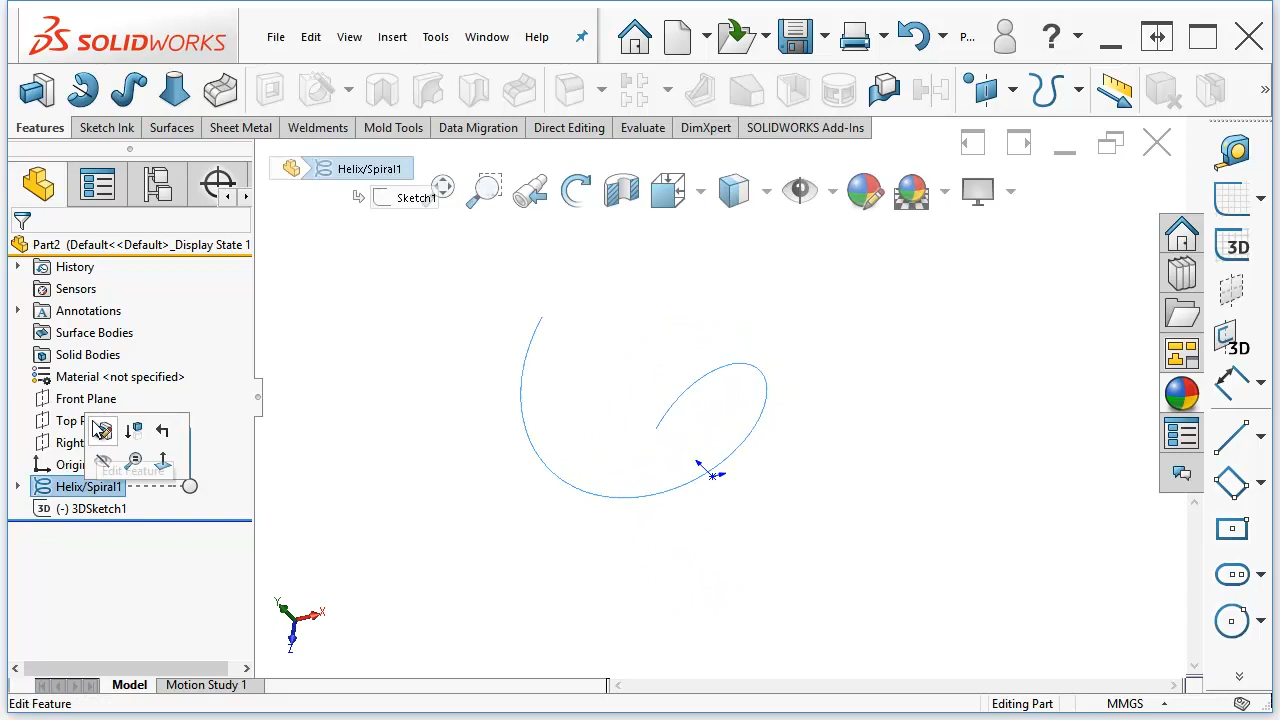 SOLIDWORKS
File Edit View Insert Tools Window Help
P...
Features Sketch Ink Surfaces Sheet Metal Weldments Mold Tools Data Migration Direct Editing Evaluate DimXpert SOLIDWORKS Add-Ins
Helix/Spiral1
Sketch1
Part2 (Default<<Default>_Display State 1
History
Sensors
Annotations
Surface Bodies
Solid Bodies
Material <not specified>
Front Plane
Top P
Right
Origi
Edit Feature
Helix/Spiral1
3D (-) 3DSketch1
3D
3D
Y
X
Z
Model Motion Study 1
Edit Feature
Editing Part
MMGS